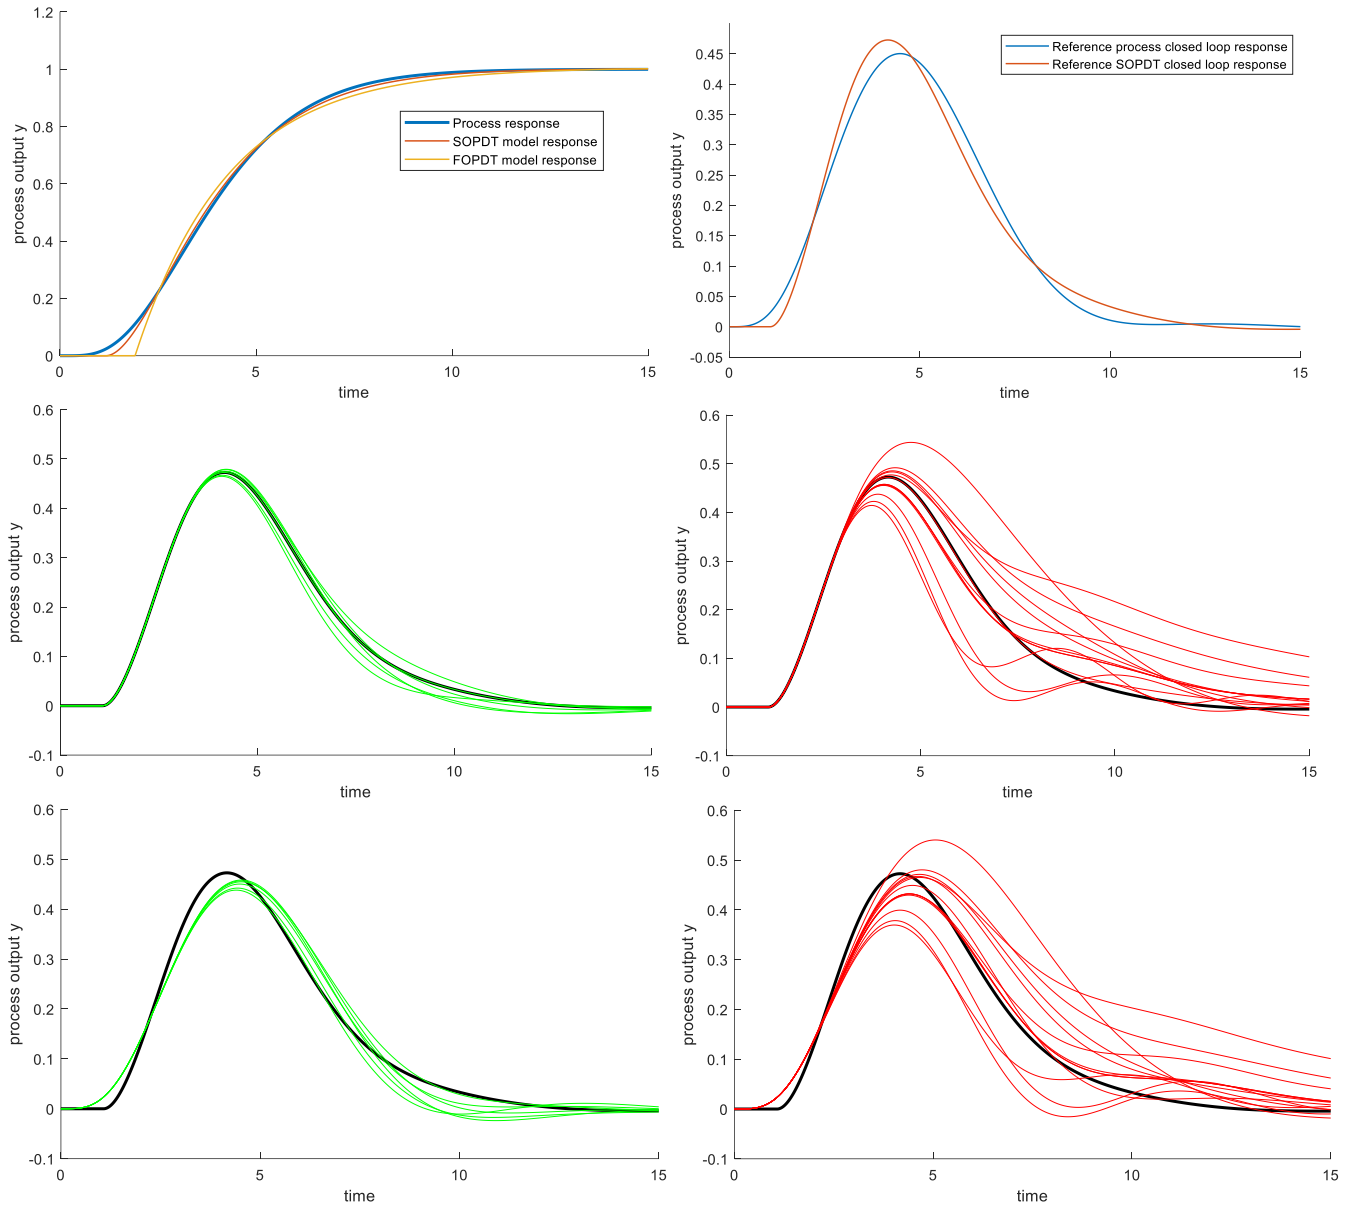 1.2
1
0.8
0.6
0.4
0.2
0
process output y
Process response
SOPDT model response
FOPDT model response
0 5 10 15
time
0.45
0.4
0.35
0.3
0.25
0.2
0.15
0.1
0.05
0
-0.05
process output y
Reference process closed loop response
Reference SOPDT closed loop response
0 5 10 15
time
0.6
0.5
0.4
0.3
0.2
0.1
0
-0.1
process output y
0 5 10 15
time
0.6
0.5
0.4
0.3
0.2
0.1
0
-0.1
process output y
0 5 10 15
time
0.6
0.5
0.4
0.3
0.2
0.1
0
-0.1
process output y
0 5 10 15
time
0.6
0.5
0.4
0.3
0.2
0.1
0
-0.1
process output y
0 5 10 15
time